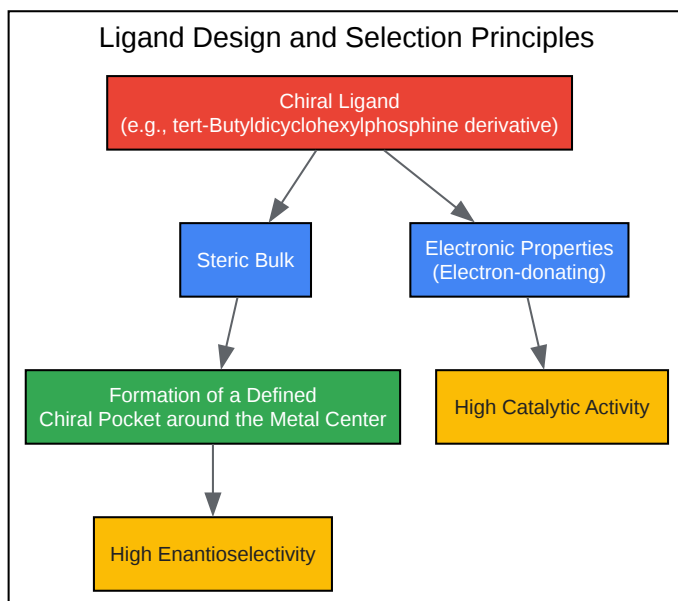 Ligand Design and Selection Principles
Chiral Ligand
(e.g., tert-Butyldicyclohexylphosphine derivative)
Steric Bulk
Electronic Properties
(Electron-donating)
Formation of a Defined
Chiral Pocket around the Metal Center
High Catalytic Activity
High Enantioselectivity